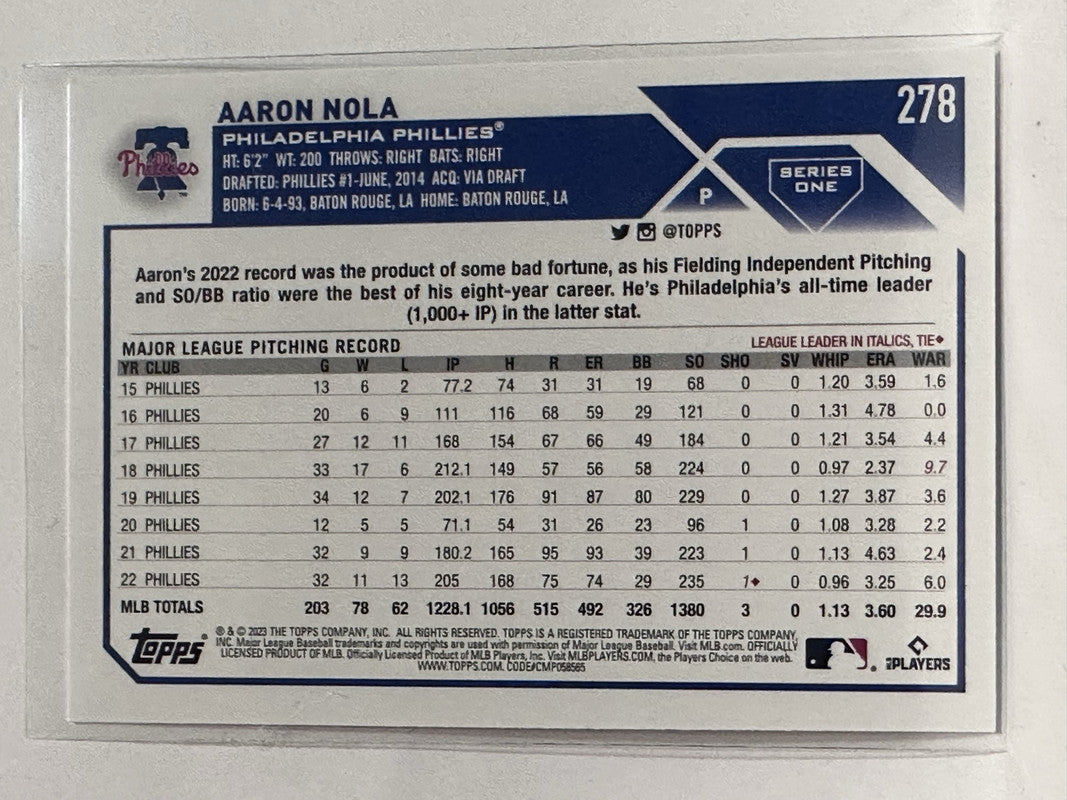 AARON NOLA
278
PHILADELPHIA PHILLIES®
HT: 6'2" WT: 200 THROWS: RIGHT BATS: RIGHT
DRAFTED: PHILLIES #1-JUNE, 2014 ACQ: VIA DRAFT
BORN: 6-4-93, BATON ROUGE, LA HOME: BATON ROUGE, LA
Phillies
P
SERIES
ONE
@TOPPS
Aaron's 2022 record was the product of some bad fortune, as his Fielding Independent Pitching
and SO/BB ratio were the best of his eight-year career. He's Philadelphia's all-time leader
(1,000+ IP) in the latter stat.
MAJOR LEAGUE PITCHING RECORD LEAGUE LEADER IN ITALICS, TIE♦
YR CLUB G W L IP H R ER BB SO SHO SV WHIP ERA WAR
15 PHILLIES 13 6 2 77.2 74 31 31 19 68 0 0 1.20 3.59 1.6
16 PHILLIES 20 6 9 111 116 68 59 29 121 0 0 1.31 4.78 0.0
17 PHILLIES 27 12 11 168 154 67 66 49 184 0 0 1.21 3.54 4.4
18 PHILLIES 33 17 6 212.1 149 57 56 58 224 0 0 0.97 2.37 9.7
19 PHILLIES 34 12 7 202.1 176 91 87 80 229 0 0 1.27 3.87 3.6
20 PHILLIES 12 5 5 71.1 54 31 26 23 96 1 0 1.08 3.28 2.2
21 PHILLIES 32 9 9 180.2 165 95 93 39 223 1 0 1.13 4.63 2.4
22 PHILLIES 32 11 13 205 168 75 74 29 235 1♦ 0 0.96 3.25 6.0
MLB TOTALS 203 78 62 1228.1 1056 515 492 326 1380 3 0 1.13 3.60 29.9
topps®
® & © 2023 THE TOPPS COMPANY, INC. ALL RIGHTS RESERVED. TOPPS IS A REGISTERED TRADEMARK OF THE TOPPS COMPANY,
INC. Major League Baseball trademarks and copyrights are used with permission of Major League Baseball. Visit MLB.com. OFFICIALLY
LICENSED PRODUCT OF MLB. Officially Licensed Product of MLB Players, Inc. Visit MLBPLAYERS.COM, the Players Choice on the web.
WWW.TOPPS.COM. CODE#CMP058585
MLB PLAYERS